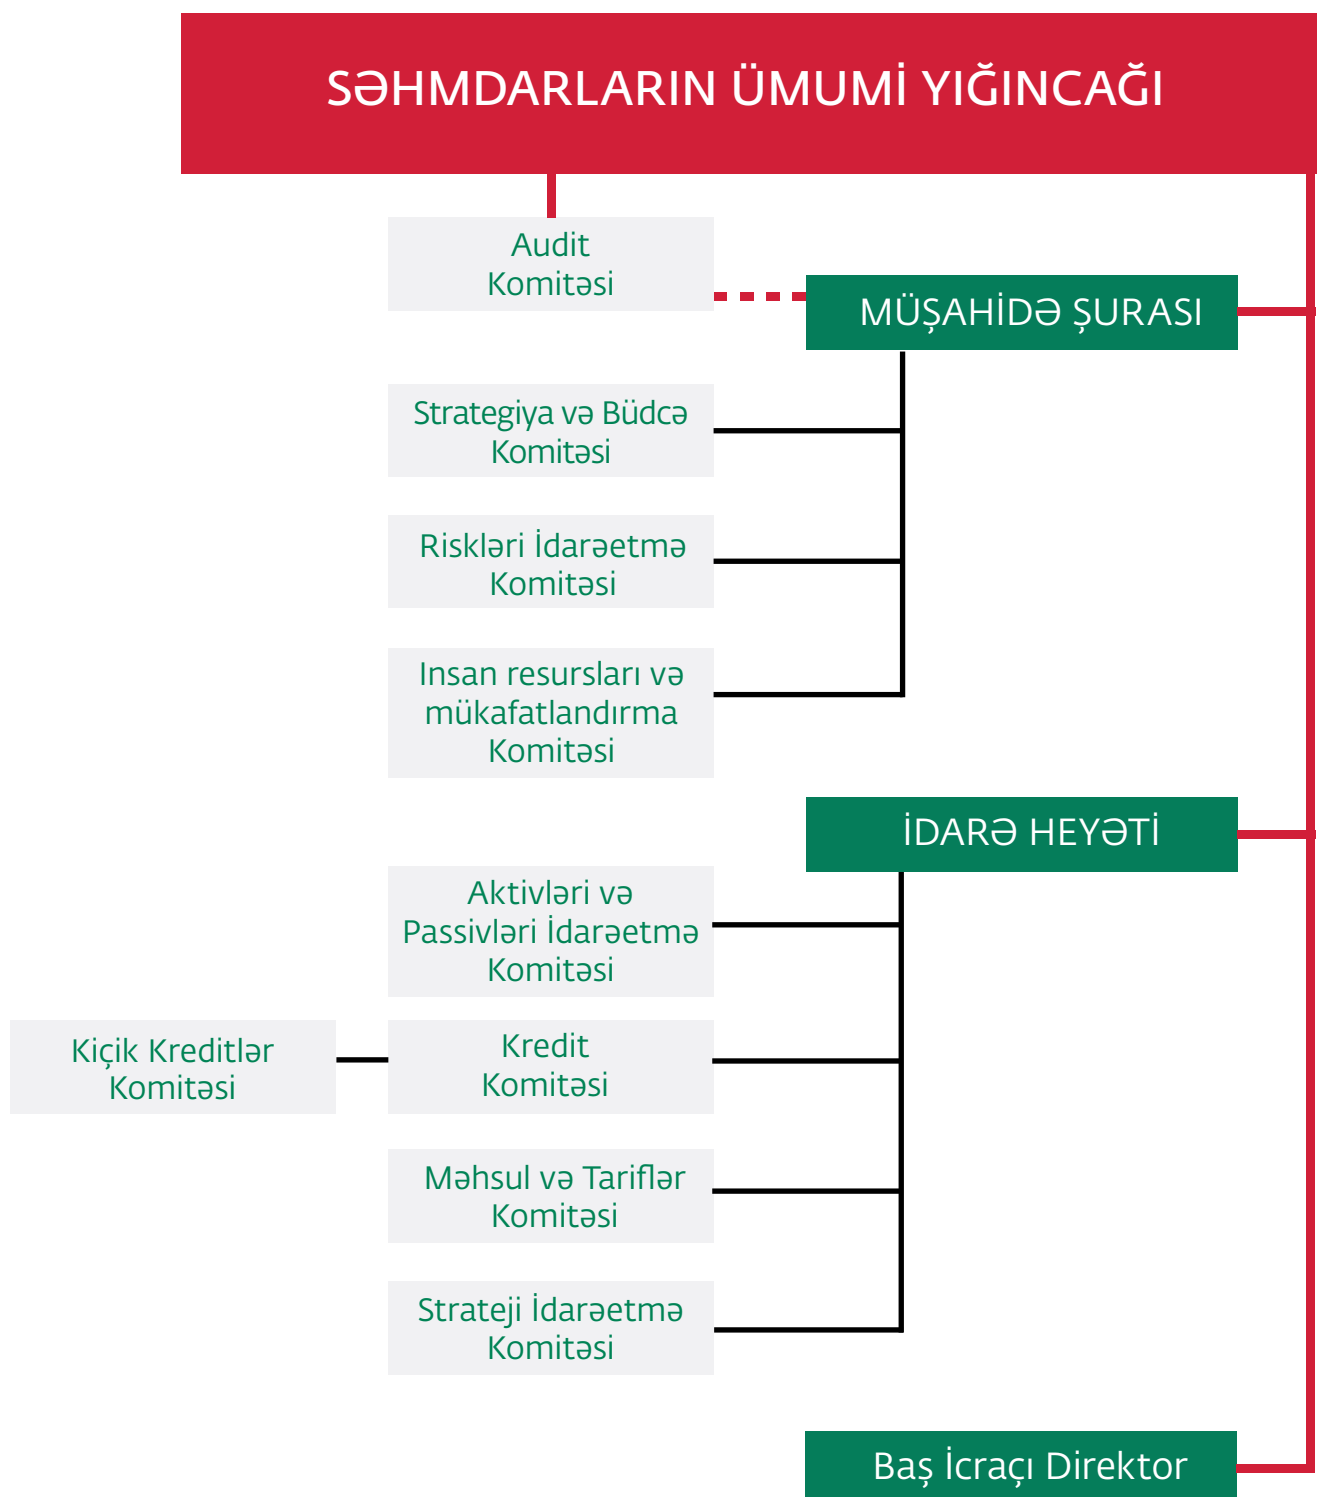 SƏHMDARLARIN ÜMUMİ YIĞINCAĞI
Audit
Komitəsi
MÜŞAHİDƏ ŞURASI
Strategiya və Büdcə
Komitəsi
Riskləri İdarəetmə
Komitəsi
Insan resursları və
mükafatlandırma
Komitəsi
İDARƏ HEYƏTİ
Aktivləri və
Passivləri İdarəetmə
Komitəsi
Kiçik Kreditlər
Komitəsi
Kredit
Komitəsi
Məhsul və Tariflər
Komitəsi
Strateji İdarəetmə
Komitəsi
Baş İcraçı Direktor